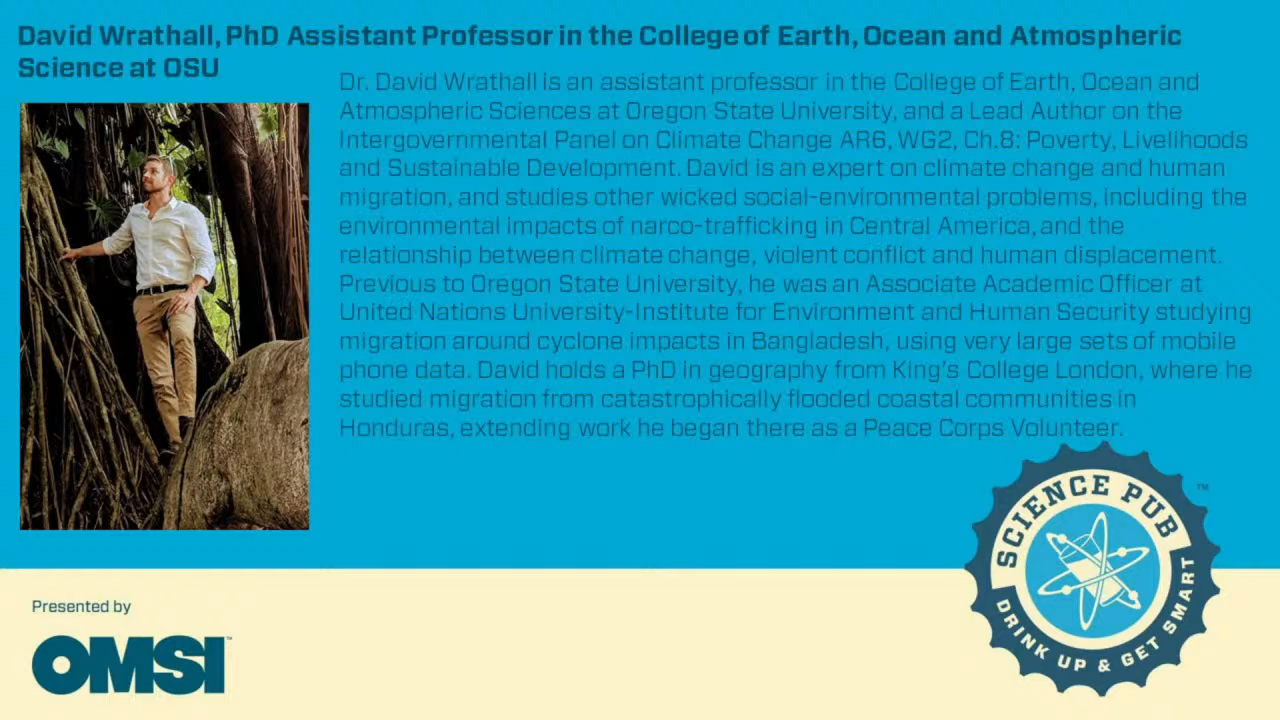 David Wrathall, PhD Assistant Professor in the College of Earth, Ocean and Atmospheric
Science at OSU
Dr. David Wrathall is an assistant professor in the College of Earth, Ocean and
Atmospheric Sciences at Oregon State University, and a Lead Author on the
Intergovernmental Panel on Climate Change AR6, WG2, Ch.8: Poverty, Livelihoods
and Sustainable Development. David is an expert on climate change and human
migration, and studies other wicked social-environmental problems, including the
environmental impacts of narco-trafficking in Central America, and the
relationship between climate change, violent conflict and human displacement.
Previous to Oregon State University, he was an Associate Academic Officer at
United Nations University-Institute for Environment and Human Security studying
migration around cyclone impacts in Bangladesh, using very large sets of mobile
phone data. David holds a PhD in geography from King's College London, where he
studied migration from catastrophically flooded coastal communities in
Honduras, extending work he began there as a Peace Corps Volunteer.
SCIENCE PUB ™
DRINK UP & GET SMART
Presented by
OMSI™